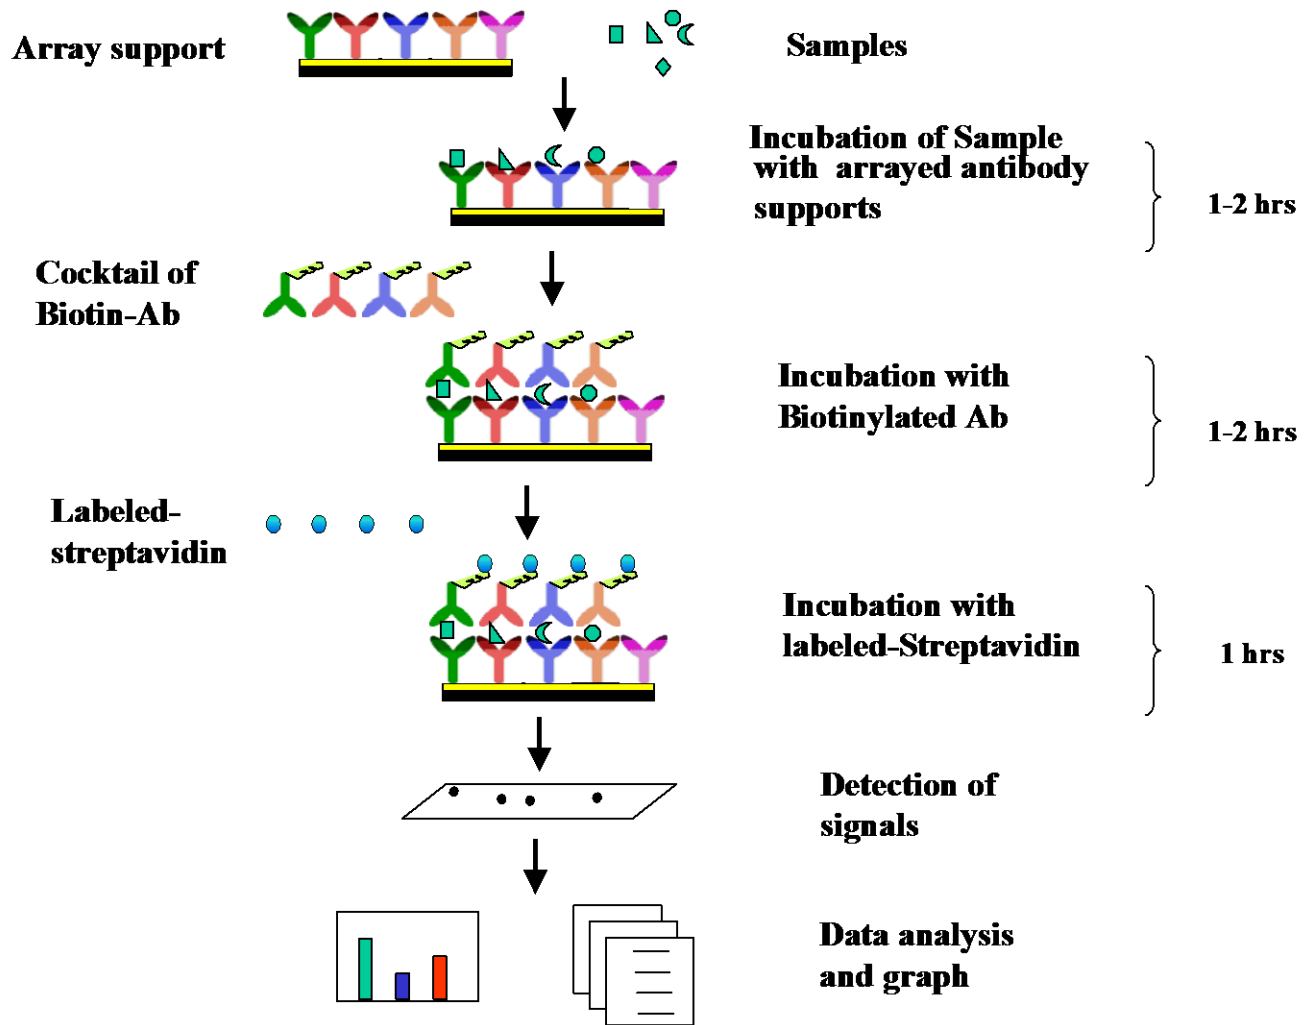 Array support
Samples
Incubation of Sample
with arrayed antibody
supports
1-2 hrs
Cocktail of
Biotin-Ab
Incubation with
Biotinylated Ab
1-2 hrs
Labeled-
streptavidin
Incubation with
labeled-Streptavidin
1 hrs
Detection of
signals
Data analysis
and graph